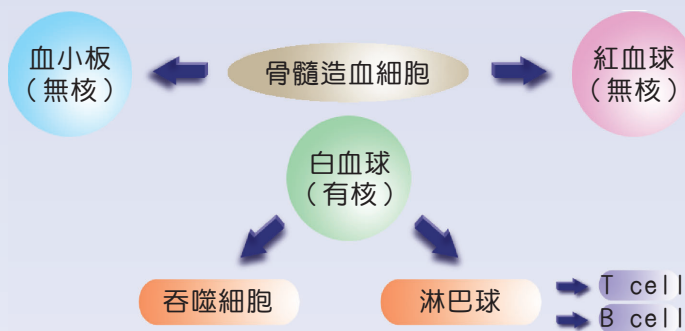 血小板
（無核）
骨髓造血細胞
紅血球
（無核）
白血球
（有核）
吞噬細胞
淋巴球
T cell
B cell